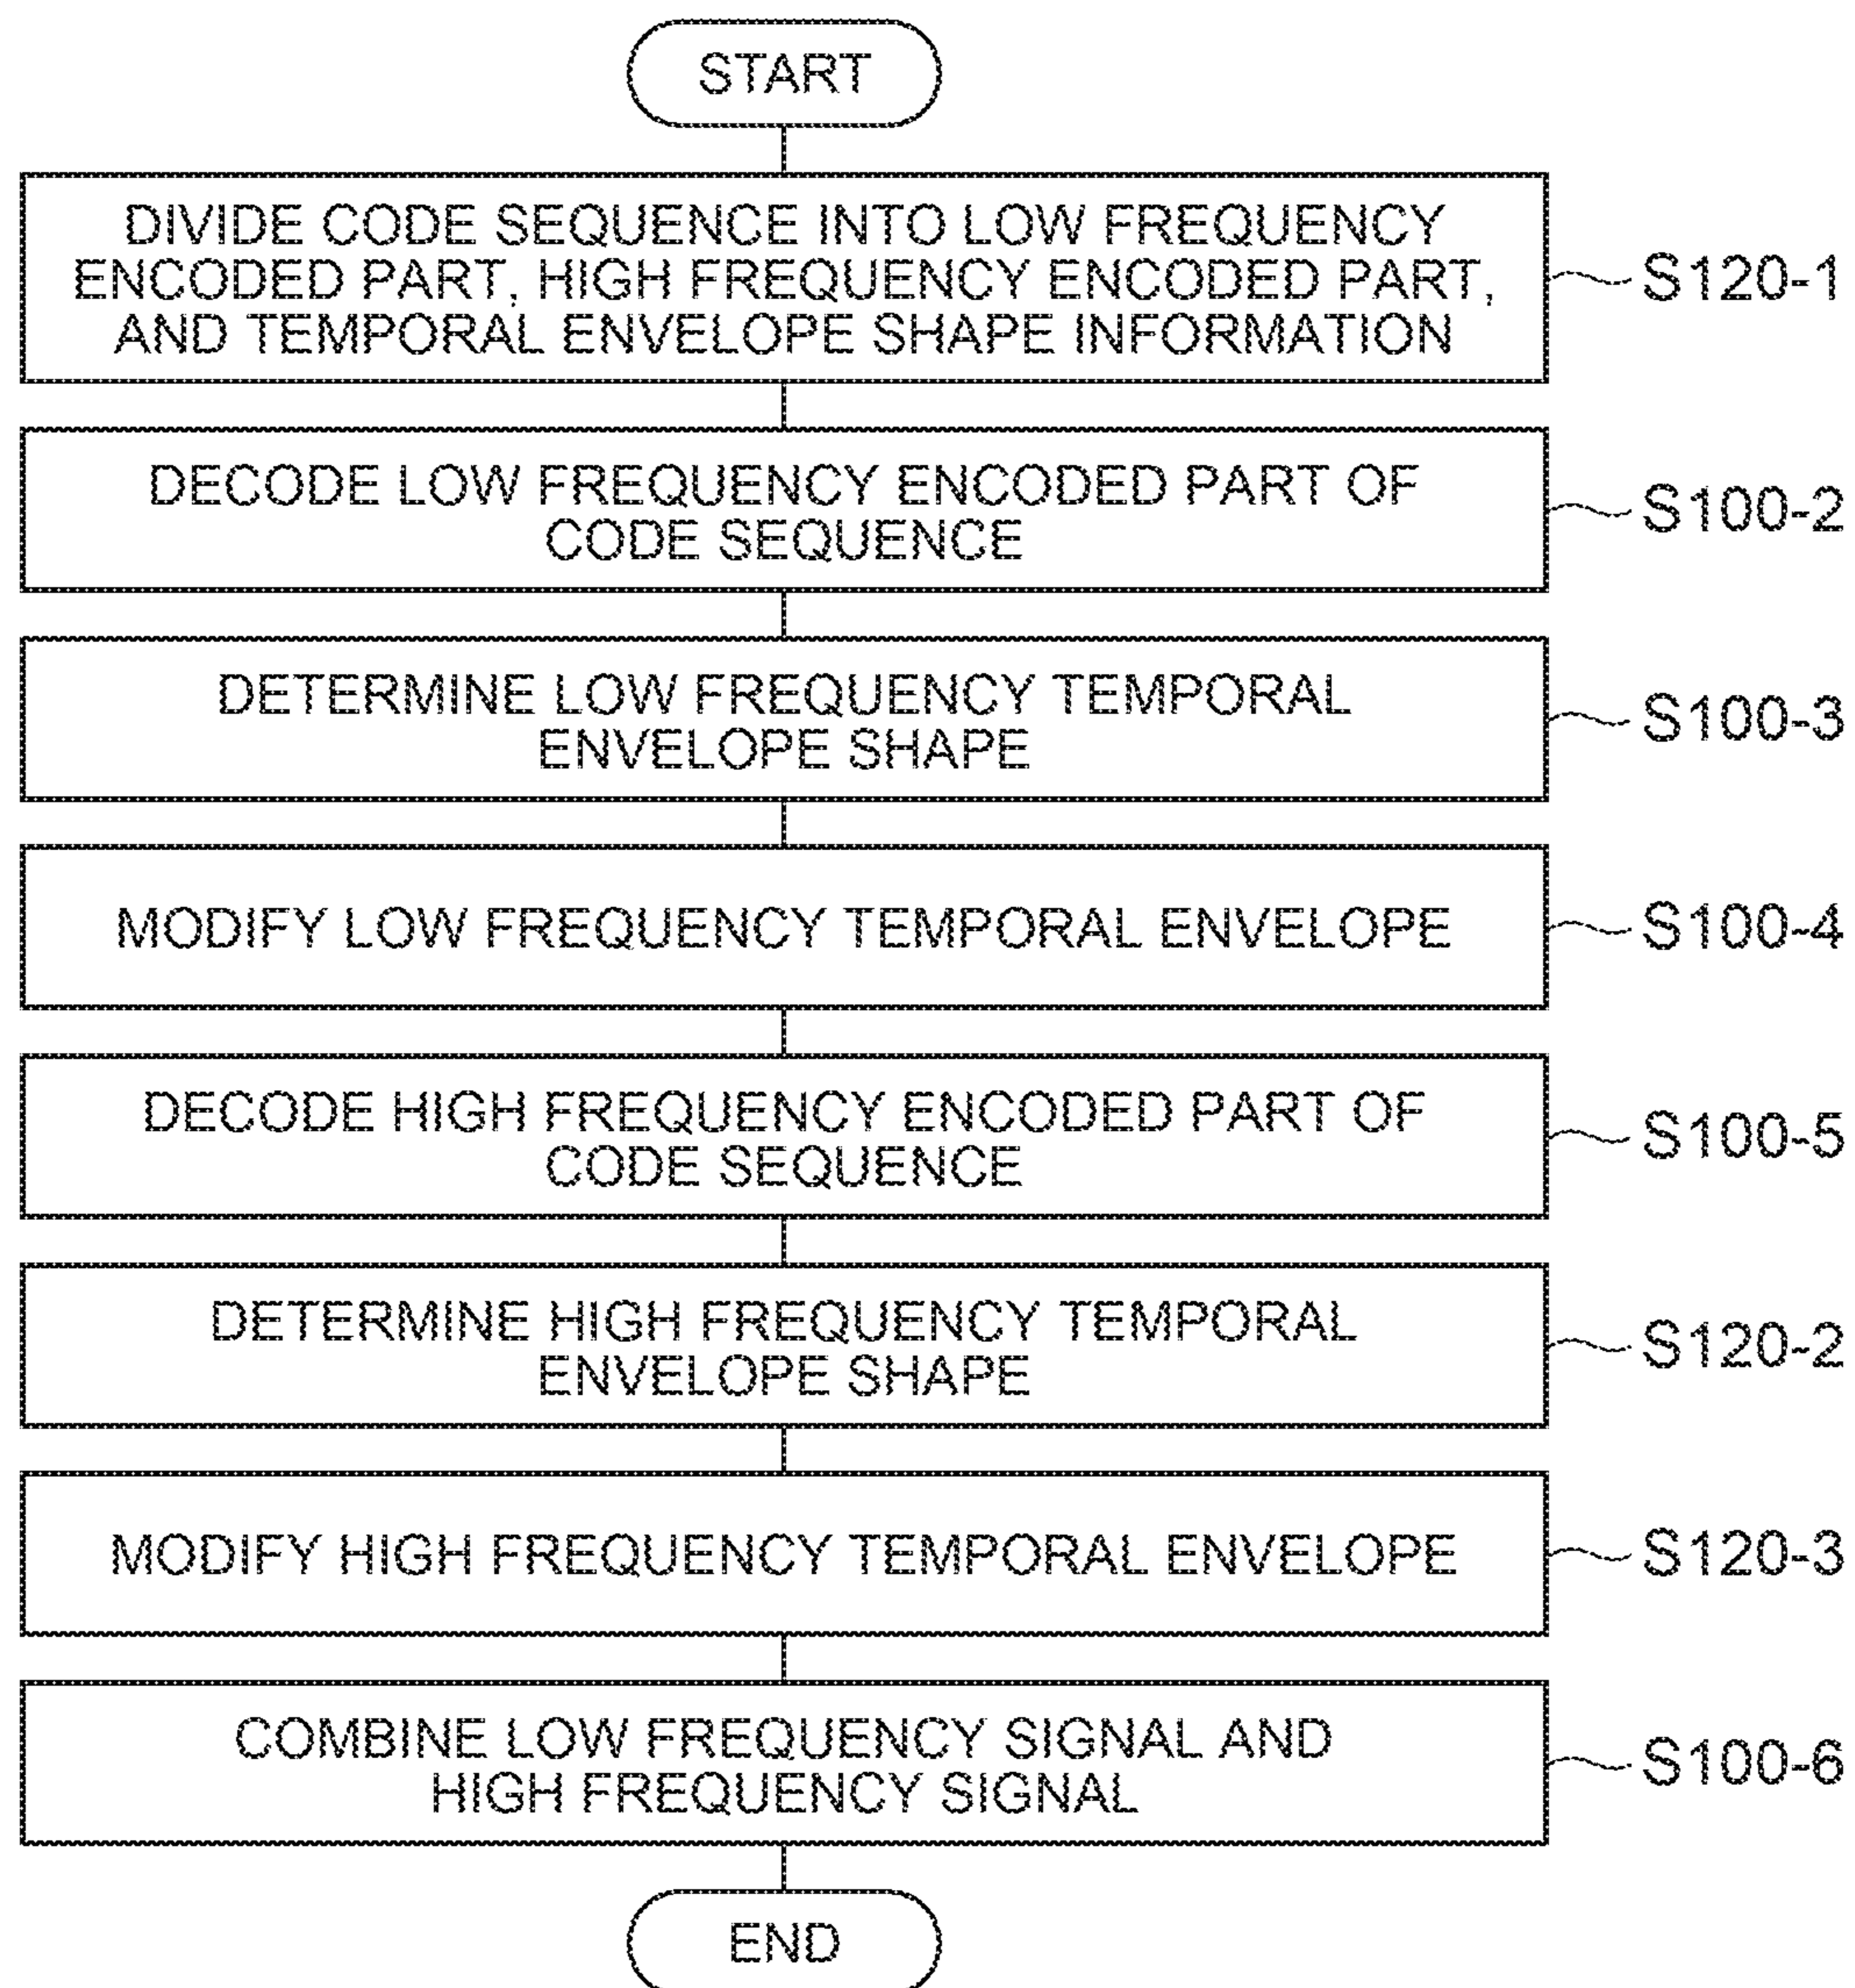 START
DIVIDE CODE SEQUENCE INTO LOW FREQUENCY
ENCODED PART, HIGH FREQUENCY ENCODED PART,
AND TEMPORAL ENVELOPE SHAPE INFORMATION
S120-1
DECODE LOW FREQUENCY ENCODED PART OF
CODE SEQUENCE
S100-2
DETERMINE LOW FREQUENCY TEMPORAL
ENVELOPE SHAPE
S100-3
MODIFY LOW FREQUENCY TEMPORAL ENVELOPE
S100-4
DECODE HIGH FREQUENCY ENCODED PART OF
CODE SEQUENCE
S100-5
DETERMINE HIGH FREQUENCY TEMPORAL
ENVELOPE SHAPE
S120-2
MODIFY HIGH FREQUENCY TEMPORAL ENVELOPE
S120-3
COMBINE LOW FREQUENCY SIGNAL AND
HIGH FREQUENCY SIGNAL
S100-6
END